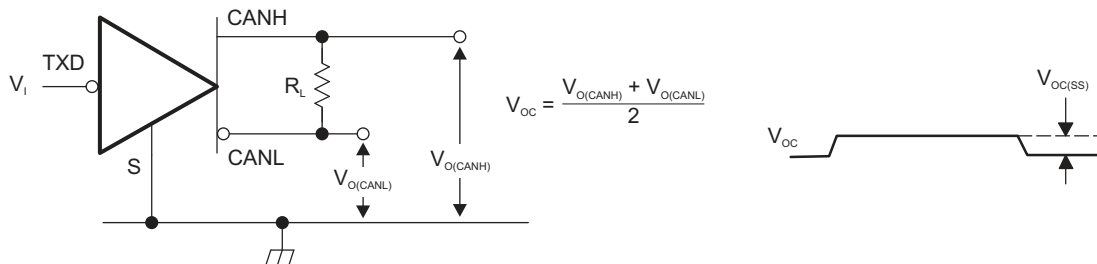 CANH
TXD
V_I
R_L
CANL
S
V_O(CANL)
V_O(CANH)
V_OC = (V_O(CANH) + V_O(CANL)) / 2
V_OC(SS)
V_OC